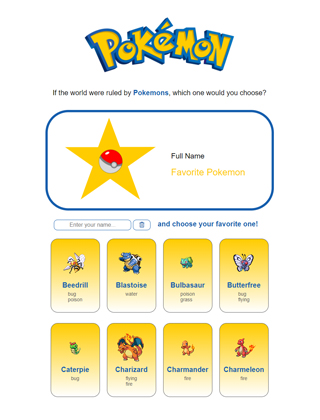 POKéMON
If the world were ruled by Pokemons, which one would you choose?
Full Name
Favorite Pokemon
Enter your name...
and choose your favorite one!
Beedrill
bug
poison
Blastoise
water
Bulbasaur
poison
grass
Butterfree
bug
flying
Caterpie
bug
Charizard
flying
fire
Charmander
fire
Charmeleon
fire